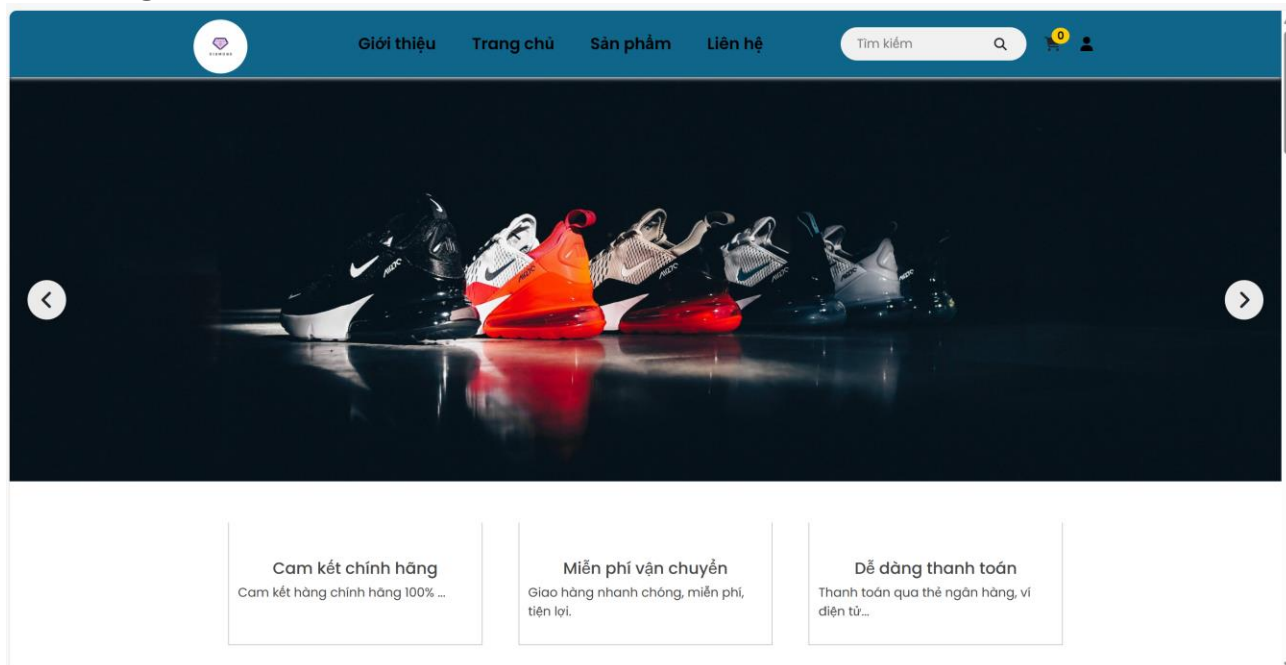 Giới thiệu
Trang chủ
Sản phẩm
Liên hệ
Tìm kiếm
0
Cam kết chính hãng
Cam kết hàng chính hãng 100% ...
Miễn phí vận chuyển
Giao hàng nhanh chóng, miễn phí,
tiện lợi.
Dễ dàng thanh toán
Thanh toán qua thẻ ngân hàng, ví
điện tử...